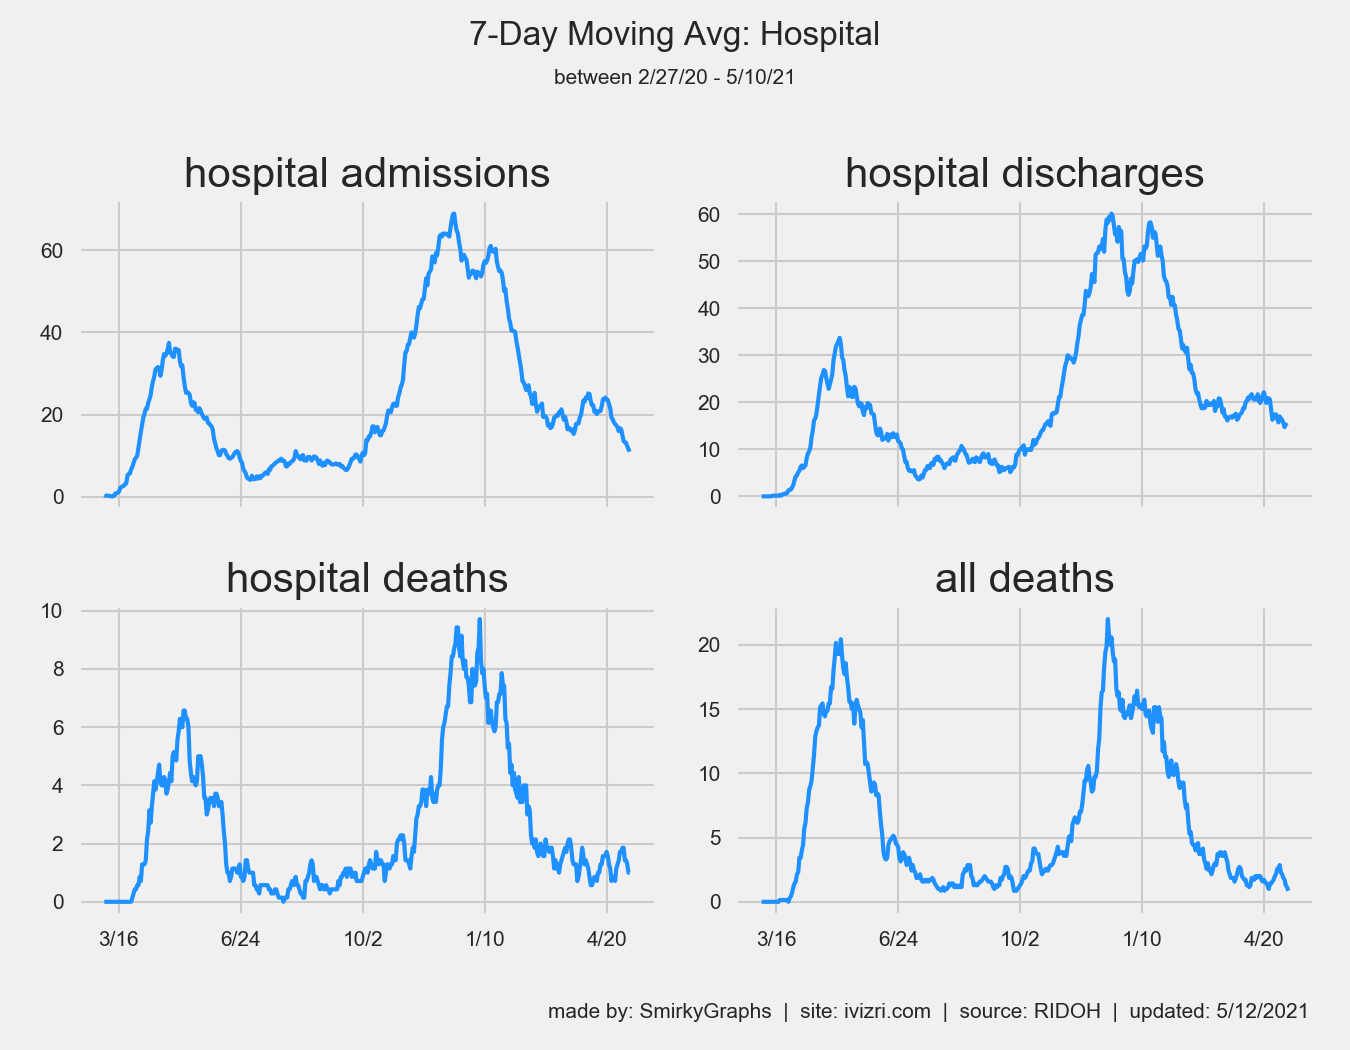 7-Day Moving Avg: Hospital
between 2/27/20 - 5/10/21
hospital admissions
60
40
20
0
hospital discharges
60
50
40
30
20
10
0
hospital deaths
10
8
6
4
2
0
3/16 6/24 10/2 1/10 4/20
all deaths
20
15
10
5
0
3/16 6/24 10/2 1/10 4/20
made by: SmirkyGraphs | site: ivizri.com | source: RIDOH | updated: 5/12/2021